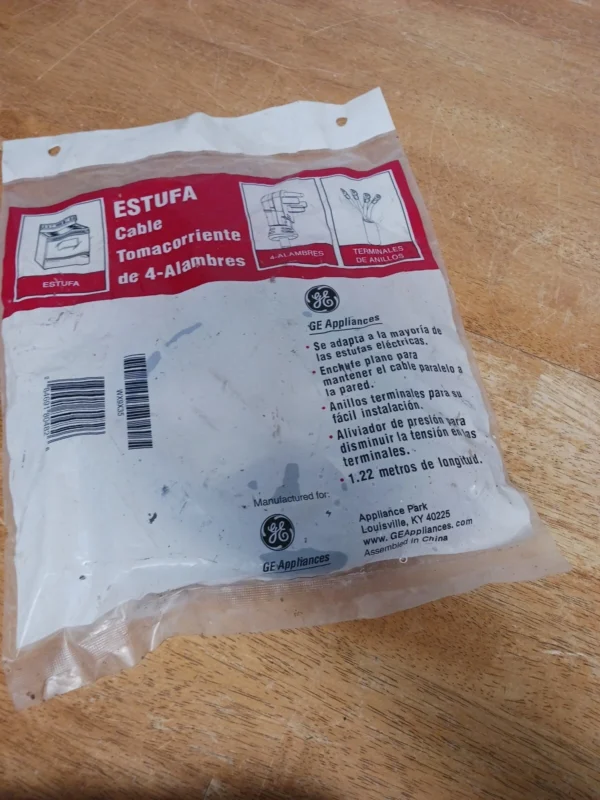 ESTUFA
Cable
Tomacorriente
de 4-Alambres
ESTUFA
4-ALAMBRES
TERMINALES
DE ANILLOS
GE
GE Appliances
• Se adapta a la mayoría de
las estufas eléctricas.
• Enchufe plano para
mantener el cable paralelo a
la pared.
• Anillos terminales para su
fácil instalación.
• Aliviador de presión para
disminuir la tensión en las
terminales.
• 1.22 metros de longitud.
WX9X35
Manufactured for:
GE
GE Appliances
Appliance Park
Louisville, KY 40225
www.GEAppliances.com
Assembled in China